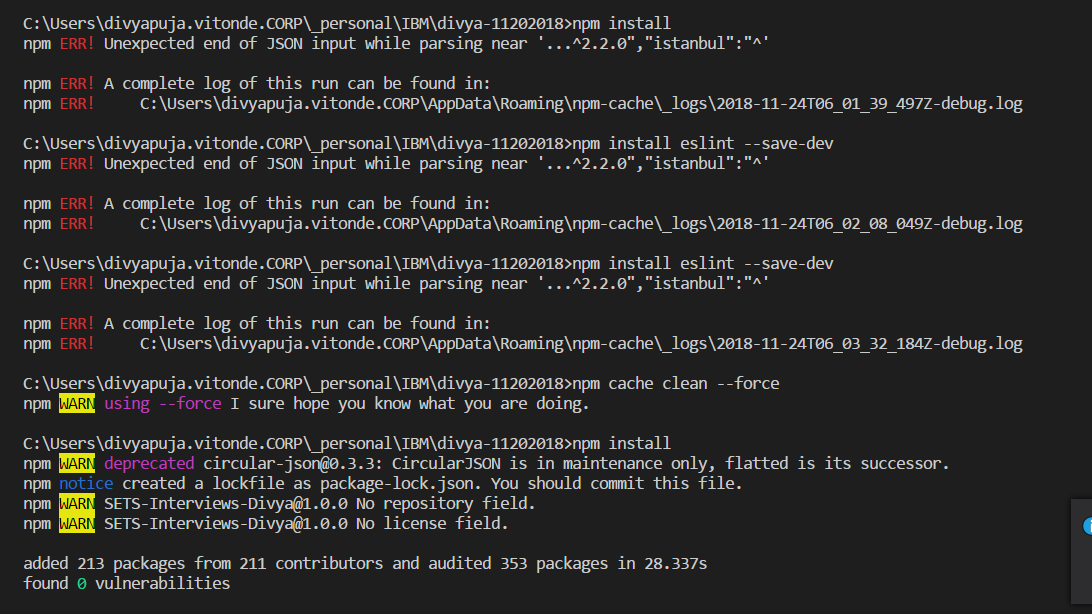 C:\Users\divyapuja.vitonde.CORP\_personal\IBM\divya-11202018>npm install
npm ERR! Unexpected end of JSON input while parsing near '...^2.2.0","istanbul":"^'
npm ERR! A complete log of this run can be found in:
npm ERR!     C:\Users\divyapuja.vitonde.CORP\AppData\Roaming\npm-cache\_logs\2018-11-24T06_01_39_497Z-debug.log
C:\Users\divyapuja.vitonde.CORP\_personal\IBM\divya-11202018>npm install eslint --save-dev
npm ERR! Unexpected end of JSON input while parsing near '...^2.2.0","istanbul":"^'
npm ERR! A complete log of this run can be found in:
npm ERR!     C:\Users\divyapuja.vitonde.CORP\AppData\Roaming\npm-cache\_logs\2018-11-24T06_02_08_049Z-debug.log
C:\Users\divyapuja.vitonde.CORP\_personal\IBM\divya-11202018>npm install eslint --save-dev
npm ERR! Unexpected end of JSON input while parsing near '...^2.2.0","istanbul":"^'
npm ERR! A complete log of this run can be found in:
npm ERR!     C:\Users\divyapuja.vitonde.CORP\AppData\Roaming\npm-cache\_logs\2018-11-24T06_03_32_184Z-debug.log
C:\Users\divyapuja.vitonde.CORP\_personal\IBM\divya-11202018>npm cache clean --force
npm WARN using --force I sure hope you know what you are doing.
C:\Users\divyapuja.vitonde.CORP\_personal\IBM\divya-11202018>npm install
npm WARN deprecated circular-json@0.3.3: CircularJSON is in maintenance only, flatted is its successor.
npm notice created a lockfile as package-lock.json. You should commit this file.
npm WARN SETS-Interviews-Divya@1.0.0 No repository field.
npm WARN SETS-Interviews-Divya@1.0.0 No license field.
added 213 packages from 211 contributors and audited 353 packages in 28.337s
found 0 vulnerabilities